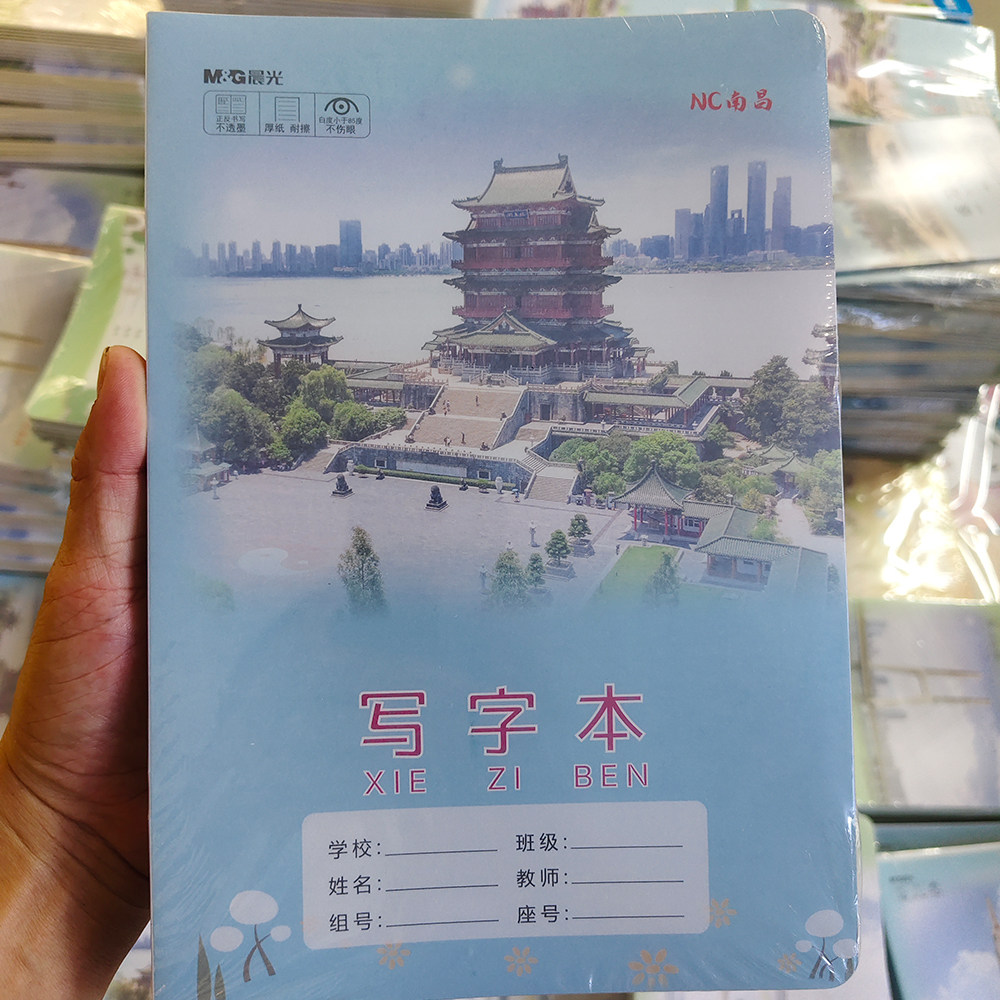 M&G晨光
NC南昌
正反书写
不透墨
厚纸 耐擦
白度小于85度
不伤眼
写字本
XIE ZI BEN
学校:
班级:
姓名:
教师:
组号:
座号: